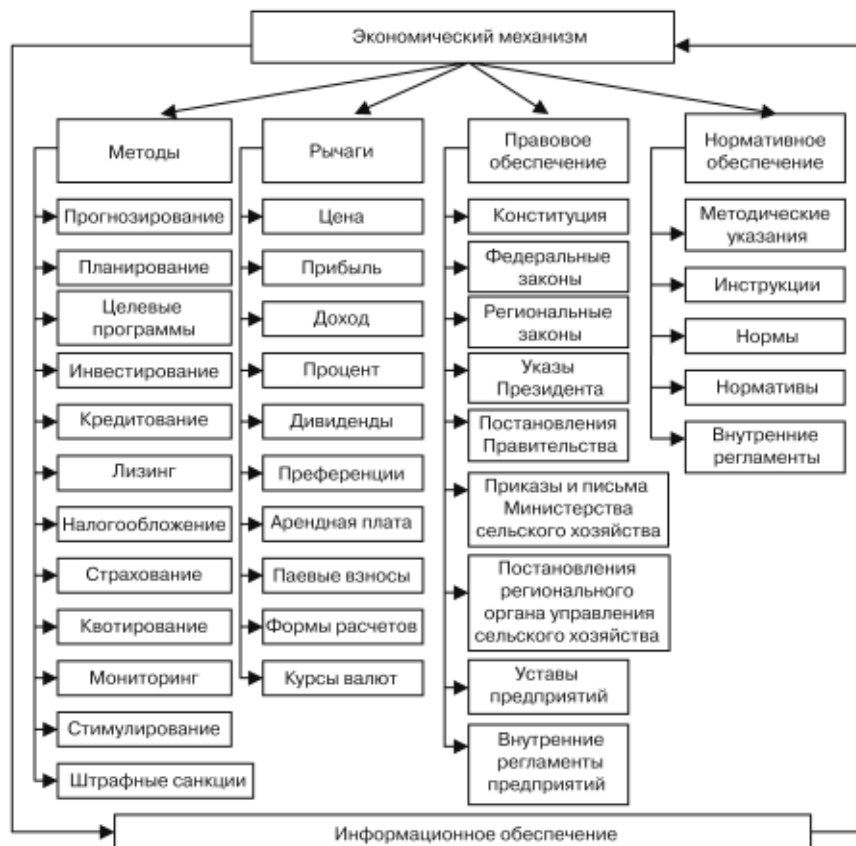 Экономический механизм
Методы
Прогнозирование
Планирование
Целевые
программы
Инвестирование
Кредитование
Лизинг
Налогообложение
Страхование
Квотирование
Мониторинг
Стимулирование
Штрафные санкции
Рычаги
Цена
Прибыль
Доход
Процент
Дивиденды
Преференции
Арендная плата
Паевые взносы
Формы расчетов
Курсы валют
Правовое
обеспечение
Конституция
Федеральные
законы
Региональные
законы
Указы
Президента
Постановления
Правительства
Приказы и письма
Министерства
сельского хозяйства
Постановления
регионального
органа управления
сельского хозяйства
Уставы
предприятий
Внутренние
регламенты
предприятий
Нормативное
обеспечение
Методические
указания
Инструкции
Нормы
Нормативы
Внутренние
регламенты
Информационное обеспечение